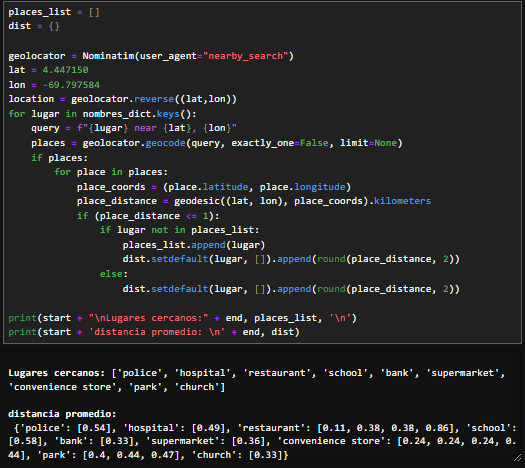 places_list = []
dist = {}

geolocator = Nominatim(user_agent="nearby_search")
lat = 4.447150
lon = -69.797584
location = geolocator.reverse((lat,lon))
for lugar in nombres_dict.keys():
    query = f"{lugar} near {lat}, {lon}"
    places = geolocator.geocode(query, exactly_one=False, limit=None)
    if places:
        for place in places:
            place_coords = (place.latitude, place.longitude)
            place_distance = geodesic((lat, lon), place_coords).kilometers
            if (place_distance <= 1):
                if lugar not in places_list:
                    places_list.append(lugar)
                    dist.setdefault(lugar, []).append(round(place_distance, 2))
                else:
                    dist.setdefault(lugar, []).append(round(place_distance, 2))

print(start + "\nLugares cercanos:" + end, places_list, '\n')
print(start + 'distancia promedio: \n' + end, dist)

Lugares cercanos: ['police', 'hospital', 'restaurant', 'school', 'bank', 'supermarket',
'convenience store', 'park', 'church']

distancia promedio:
 {'police': [0.54], 'hospital': [0.49], 'restaurant': [0.11, 0.38, 0.38, 0.86], 'school':
[0.58], 'bank': [0.33], 'supermarket': [0.36], 'convenience store': [0.24, 0.24, 0.24, 0.
44], 'park': [0.4, 0.44, 0.47], 'church': [0.33]}